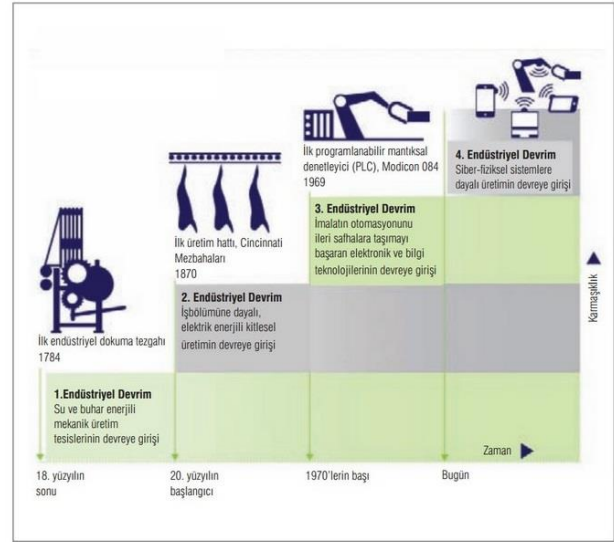 İlk endüstriyel dokuma tezgahı
1784
1.Endüstriyel Devrim
Su ve buhar enerjili
mekanik üretim
tesislerinin devreye girişi
18. yüzyılın
sonu
İlk üretim hattı, Cincinnati
Mezbahaları
1870
2. Endüstriyel Devrim
İşbölümüne dayalı,
elektrik enerjili kitlesel
üretimin devreye girişi
20. yüzyılın
başlangıcı
İlk programlanabilir mantıksal
denetleyici (PLC), Modicon 084
1969
3. Endüstriyel Devrim
İmalatın otomasyonunu
ileri safhalara taşımayı
başaran elektronik ve bilgi
teknolojilerinin devreye girişi
1970'lerin başı
4. Endüstriyel Devrim
Siber-fiziksel sistemlere
dayalı üretimin devreye girişi
Bugün
Zaman
Karmaşıklık